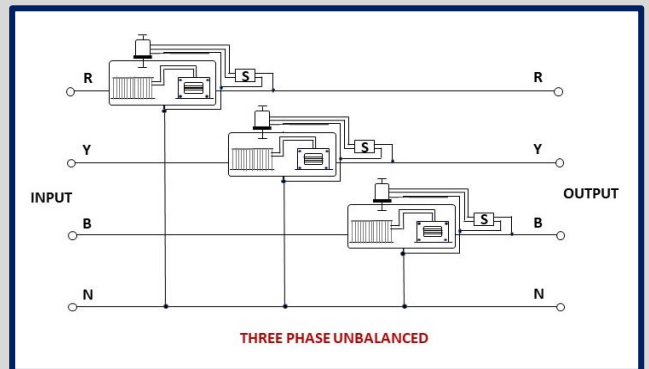 S
R R
S
Y Y
INPUT OUTPUT
S
B B
N N
THREE PHASE UNBALANCED